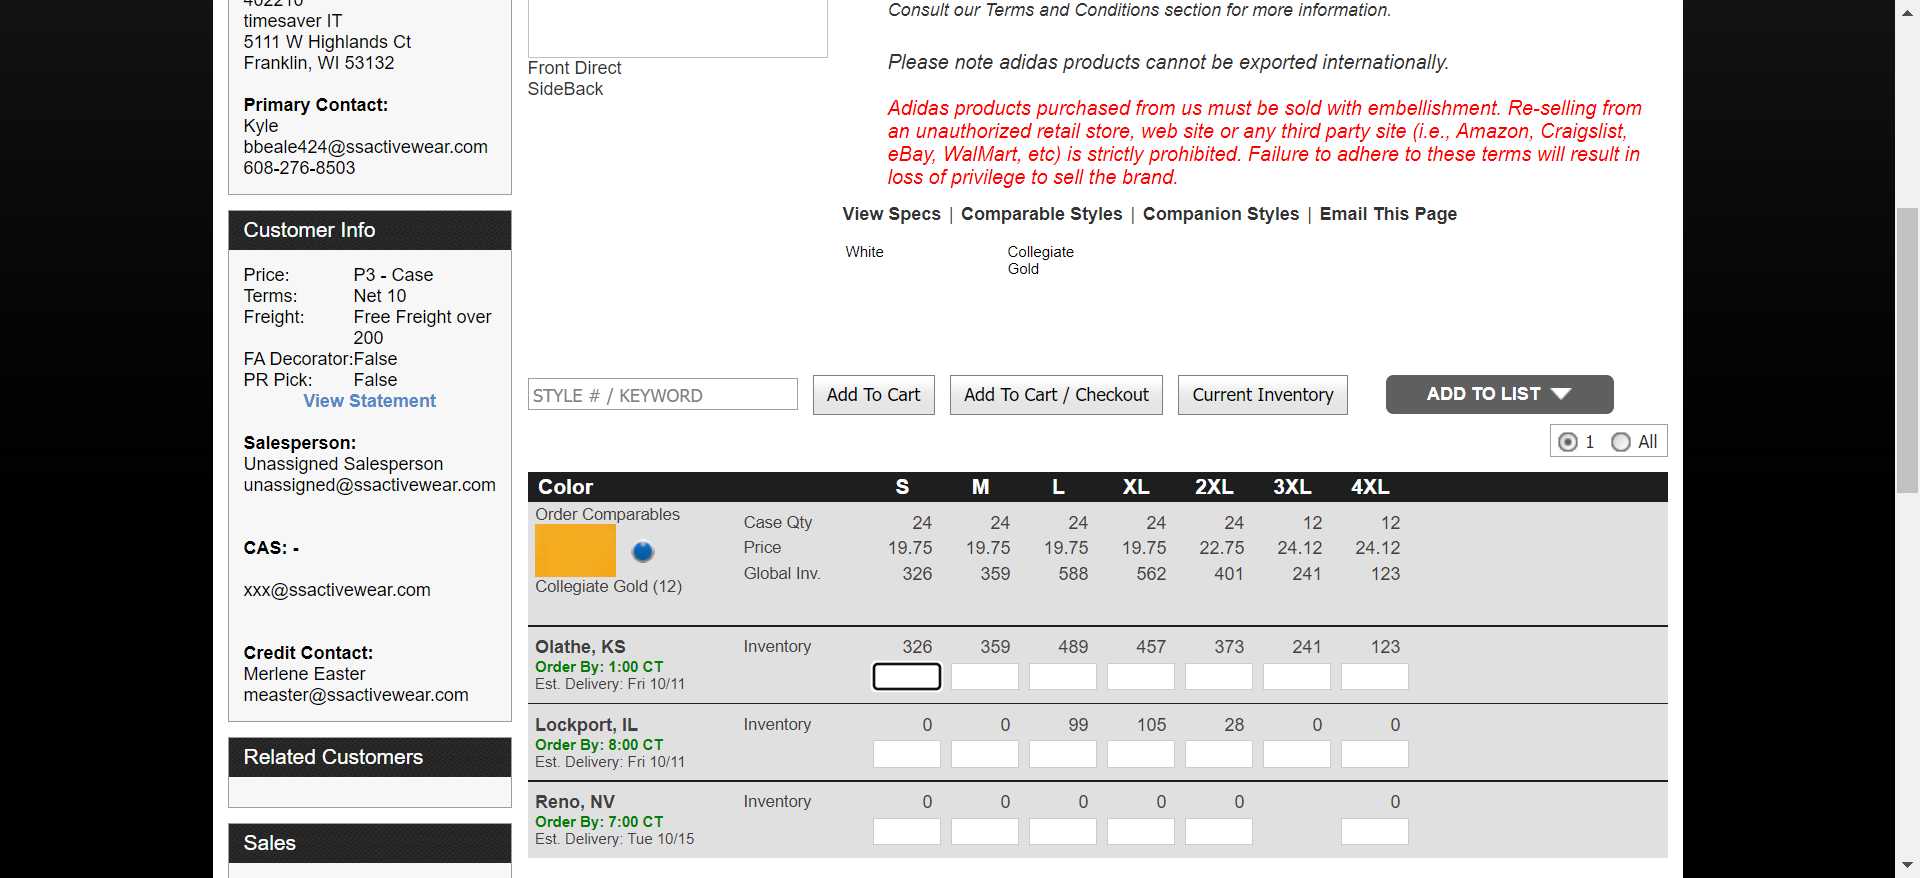 402210
timesaver IT
5111 W Highlands Ct
Franklin, WI 53132
Primary Contact:
Kyle
bbeale424@ssactivewear.com
608-276-8503
Customer Info
Price: P3 - Case
Terms: Net 10
Freight: Free Freight over
200
FA Decorator:False
PR Pick: False
View Statement
Salesperson:
Unassigned Salesperson
unassigned@ssactivewear.com
CAS: -
xxx@ssactivewear.com
Credit Contact:
Merlene Easter
measter@ssactivewear.com
Related Customers
Sales
Front Direct
SideBack
Consult our Terms and Conditions section for more information.
Please note adidas products cannot be exported internationally.
Adidas products purchased from us must be sold with embellishment. Re-selling from
an unauthorized retail store, web site or any third party site (i.e., Amazon, Craigslist,
eBay, WalMart, etc) is strictly prohibited. Failure to adhere to these terms will result in
loss of privilege to sell the brand.
View Specs | Comparable Styles | Companion Styles | Email This Page
White
Collegiate
Gold
STYLE # / KEYWORD Add To Cart Add To Cart / Checkout Current Inventory ADD TO LIST
1 All
Color S M L XL 2XL 3XL 4XL
Order Comparables
Case Qty 24 24 24 24 24 12 12
Price 19.75 19.75 19.75 19.75 22.75 24.12 24.12
Global Inv. 326 359 588 562 401 241 123
Collegiate Gold (12)
Olathe, KS Inventory 326 359 489 457 373 241 123
Order By: 1:00 CT
Est. Delivery: Fri 10/11
Lockport, IL Inventory 0 0 99 105 28 0 0
Order By: 8:00 CT
Est. Delivery: Fri 10/11
Reno, NV Inventory 0 0 0 0 0 0
Order By: 7:00 CT
Est. Delivery: Tue 10/15